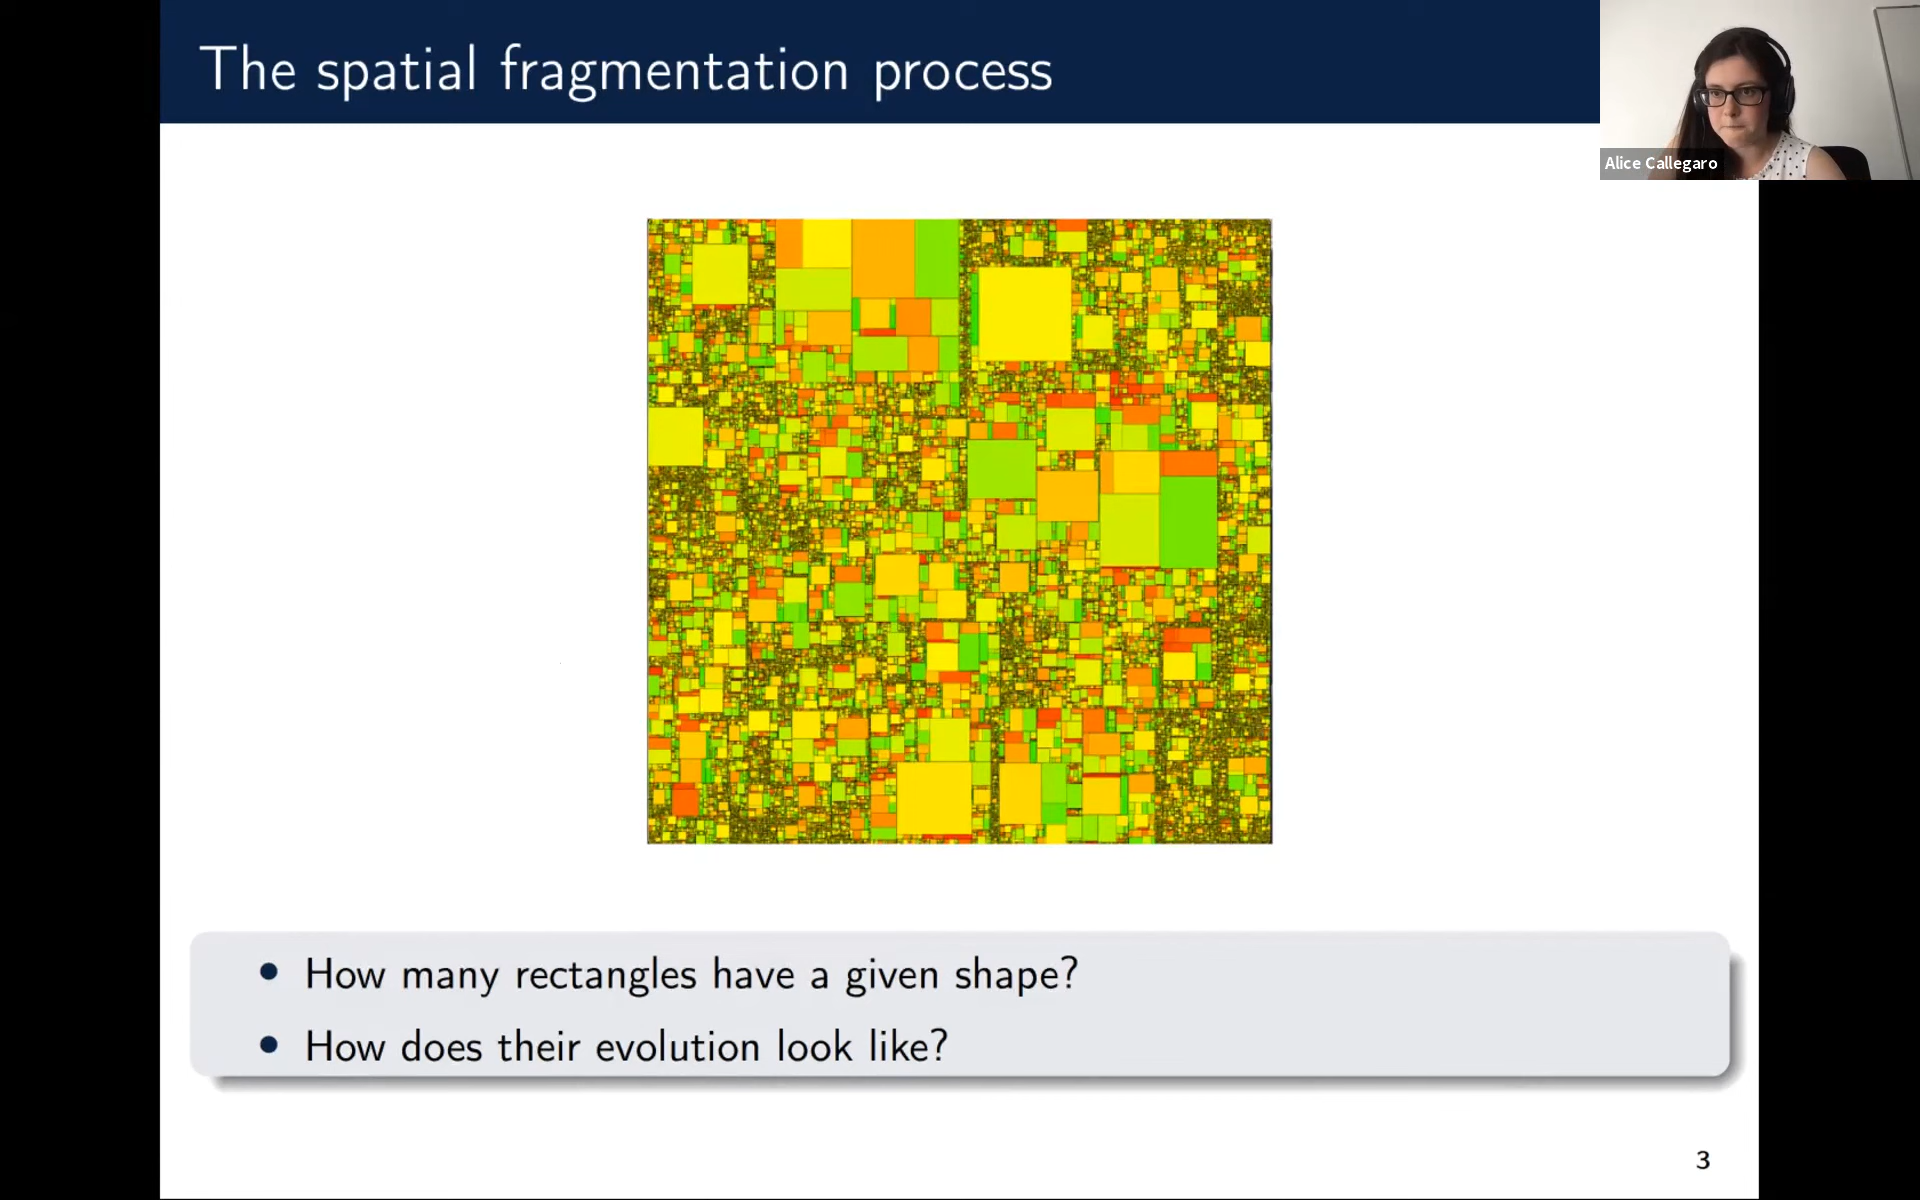 The spatial fragmentation process
Alice Callegaro
• How many rectangles have a given shape?
• How does their evolution look like?
3